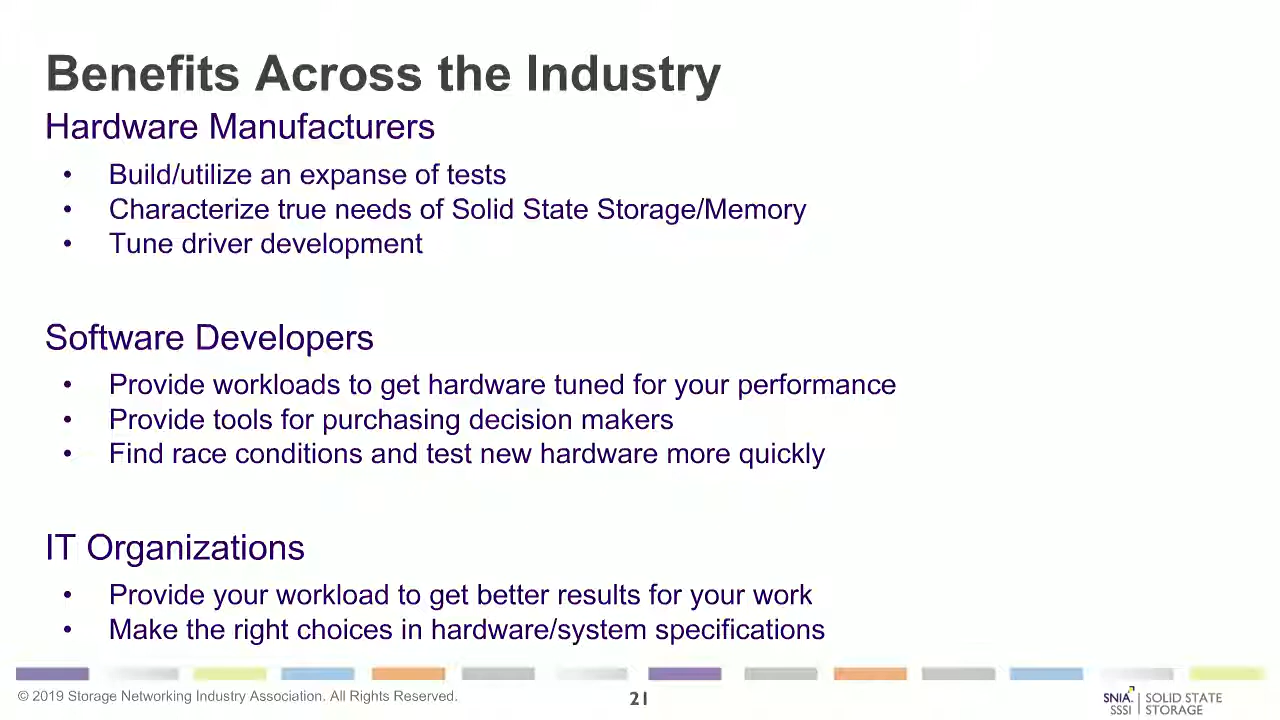 Benefits Across the Industry
Hardware Manufacturers
• Build/utilize an expanse of tests
• Characterize true needs of Solid State Storage/Memory
• Tune driver development
Software Developers
• Provide workloads to get hardware tuned for your performance
• Provide tools for purchasing decision makers
• Find race conditions and test new hardware more quickly
IT Organizations
• Provide your workload to get better results for your work
• Make the right choices in hardware/system specifications
© 2019 Storage Networking Industry Association. All Rights Reserved.
21
SNIA. | SOLID STATE
SSSI | STORAGE